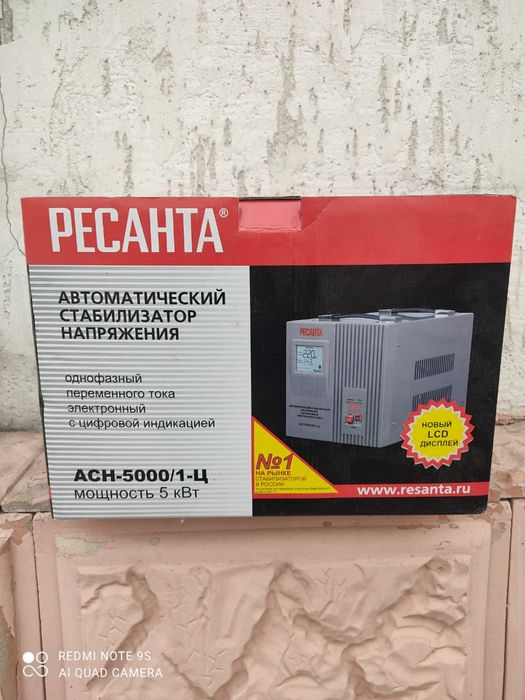 РЕСАНТА®
АВТОМАТИЧЕСКИЙ
СТАБИЛИЗАТОР
НАПРЯЖЕНИЯ
однофазный
переменного тока
электронный
с цифровой индикацией
АСН-5000/1-Ц
мощность 5 кВт
РЕСАНТА
220
НОВЫЙ
LCD
ДИСПЛЕЙ
№1
НА РЫНКЕ
СТАБИЛИЗАТОРОВ
В РОССИИ
www.resanta.ru
REDMI NOTE 9S
AI QUAD CAMERA